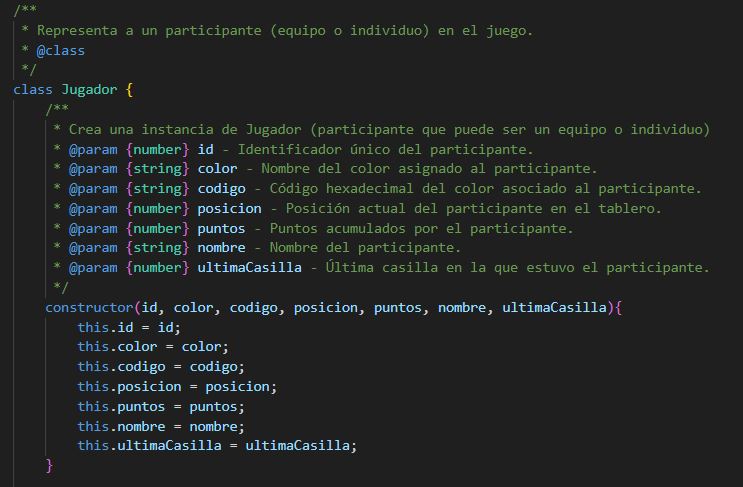 /**
 * Representa a un participante (equipo o individuo) en el juego.
 * @class
 */
class Jugador {
    /**
     * Crea una instancia de Jugador (participante que puede ser un equipo o individuo)
     * @param {number} id - Identificador único del participante.
     * @param {string} color - Nombre del color asignado al participante.
     * @param {string} codigo - Código hexadecimal del color asociado al participante.
     * @param {number} posicion - Posición actual del participante en el tablero.
     * @param {number} puntos - Puntos acumulados por el participante.
     * @param {string} nombre - Nombre del participante.
     * @param {number} ultimaCasilla - Última casilla en la que estuvo el participante.
     */
    constructor(id, color, codigo, posicion, puntos, nombre, ultimaCasilla){
        this.id = id;
        this.color = color;
        this.codigo = codigo;
        this.posicion = posicion;
        this.puntos = puntos;
        this.nombre = nombre;
        this.ultimaCasilla = ultimaCasilla;
    }